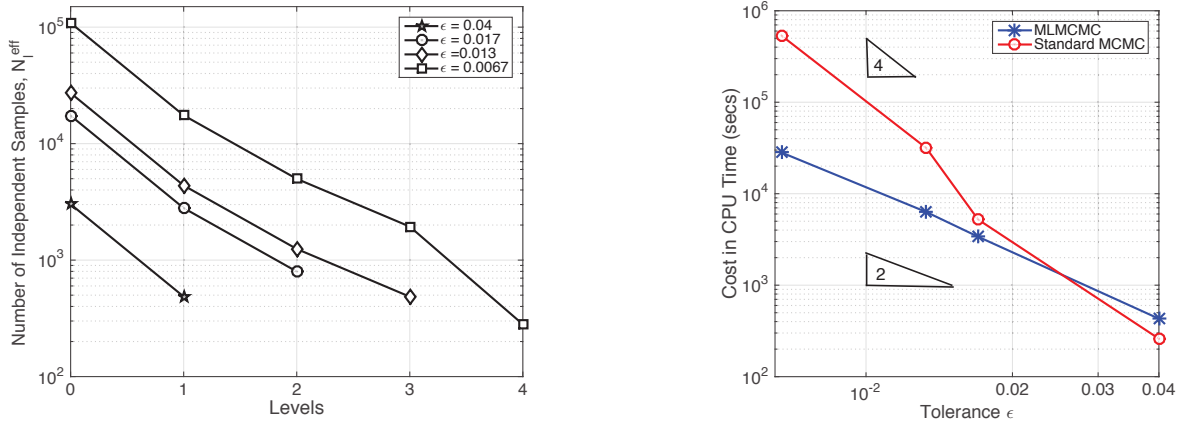 Number of Independent Samples, N_l^eff
10^5
10^4
10^3
10^2
0 1 2 3 4
Levels
ϵ = 0.04
ϵ = 0.017
ϵ =0.013
ϵ = 0.0067
Cost in CPU Time (secs)
10^6
10^5
10^4
10^3
10^2
10^-2 0.02 0.03 0.04
Tolerance ϵ
MLMCMC
Standard MCMC
4
2